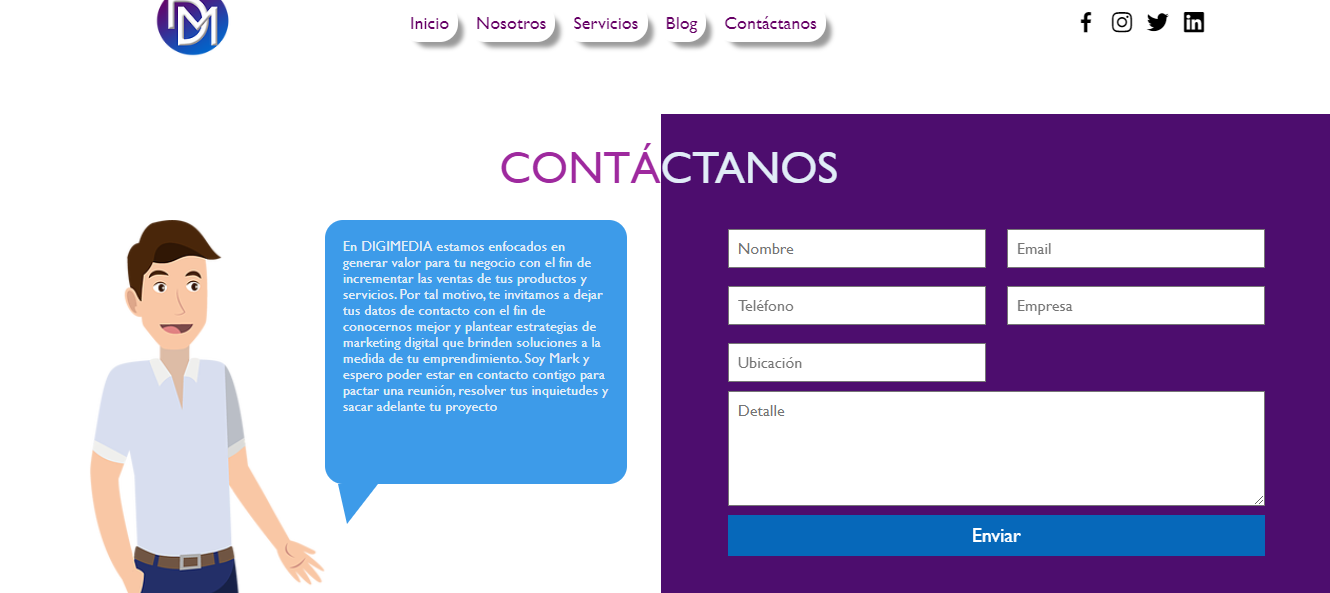 DM
Inicio Nosotros Servicios Blog Contáctanos
CONTÁCTANOS
En DIGIMEDIA estamos enfocados en
generar valor para tu negocio con el fin de
incrementar las ventas de tus productos y
servicios. Por tal motivo, te invitamos a dejar
tus datos de contacto con el fin de
conocernos mejor y plantear estrategias de
marketing digital que brinden soluciones a la
medida de tu emprendimiento. Soy Mark y
espero poder estar en contacto contigo para
pactar una reunión, resolver tus inquietudes y
sacar adelante tu proyecto
Nombre Email
Teléfono Empresa
Ubicación
Detalle
Enviar